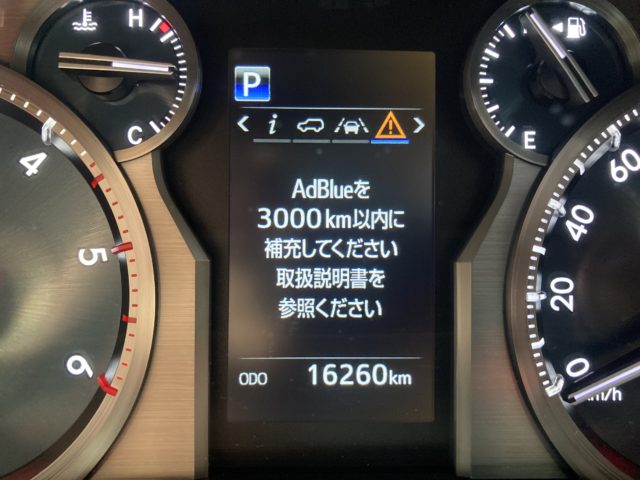 H
C
P
i
AdBlueを
3000km以内に
補充してください
取扱説明書を
参照ください
ODO 16260km
E
4
5
6
60
40
20
0
km/h